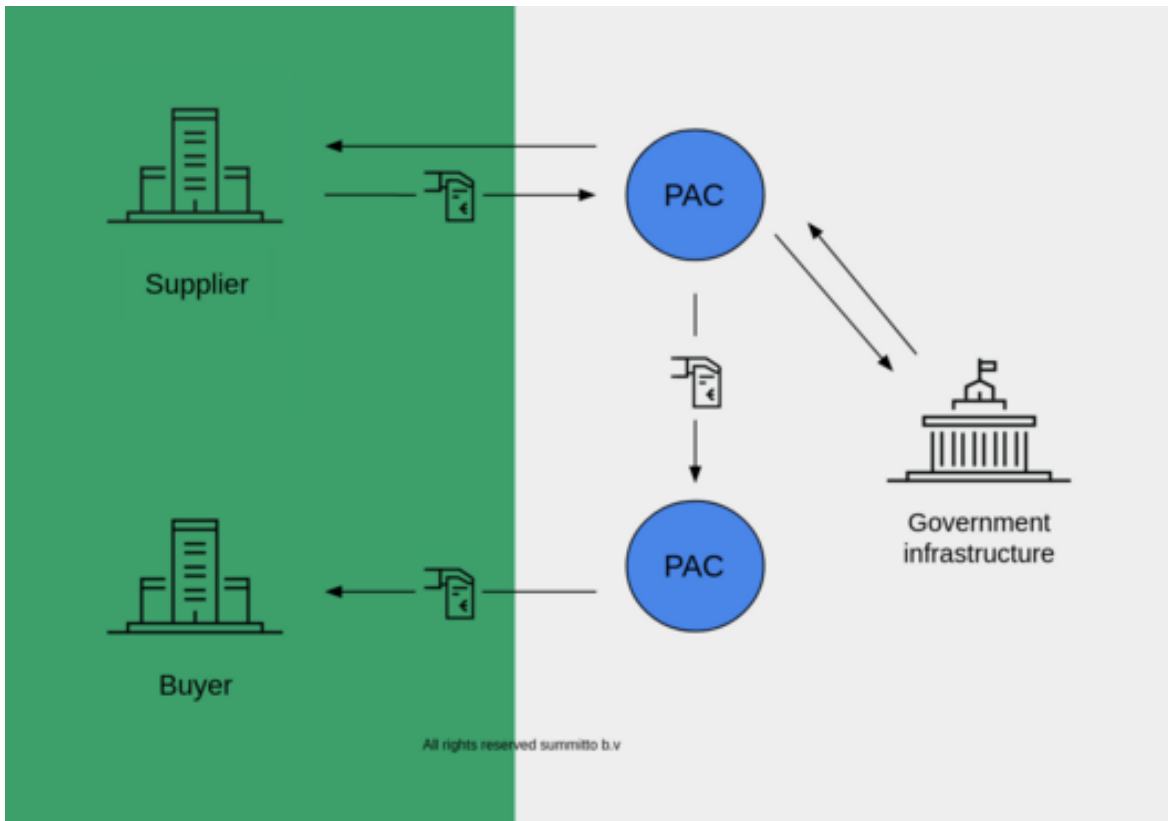 PAC
Supplier
Government
infrastructure
PAC
Buyer
All rights reserved summitto b.v